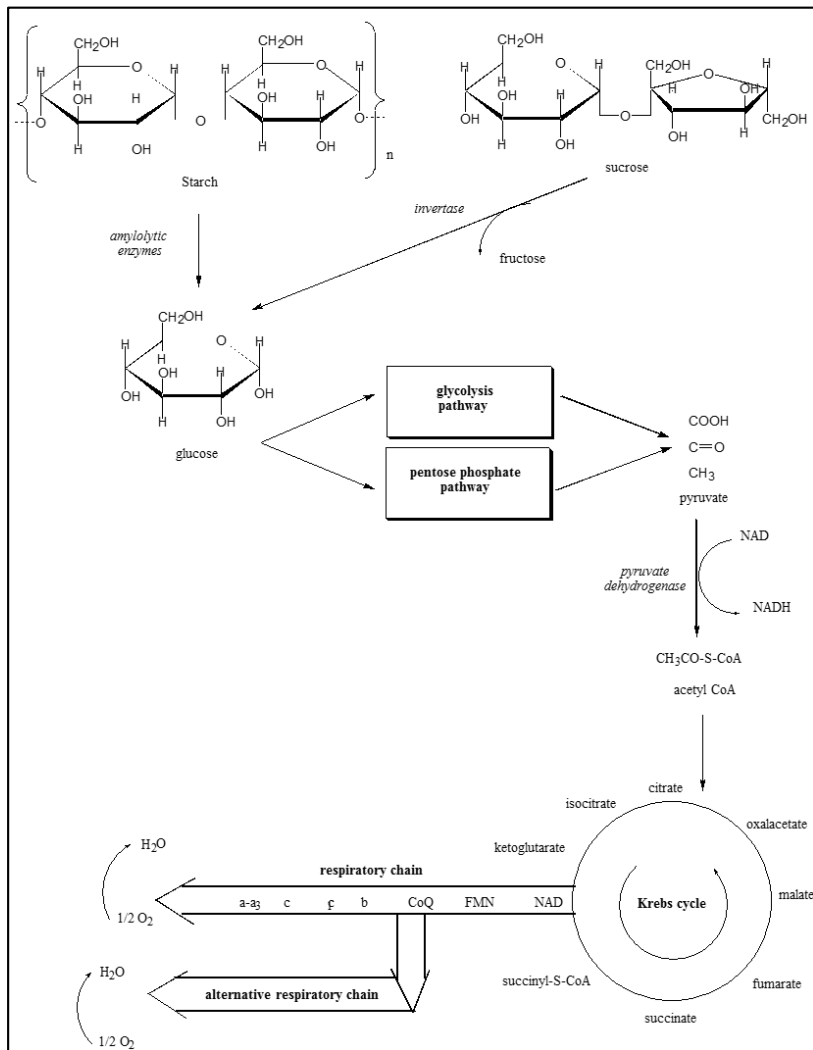 CH2OH
CH2OH
H
O
H
H
O
H
H
H
OH
H
OH
H
O
O
O
H
OH
H
OH
n
Starch
CH2OH
H
O
H
H
OH
H
OH
O
H
OH
CH2OH
O
H
H
OH
H
OH
H
CH2OH
sucrose
amylolytic
enzymes
invertase
fructose
CH2OH
H
O
H
H
OH
H
OH
OH
H
OH
glucose
glycolysis
pathway
pentose phosphate
pathway
COOH
C=O
CH3
pyruvate
NAD
pyruvate
dehydrogenase
NADH
CH3CO-S-CoA
acetyl CoA
citrate
isocitrate
oxalacetate
ketoglutarate
malate
Krebs cycle
fumarate
succinate
succinyl-S-CoA
H2O
respiratory chain
a-a3 c c b CoQ FMN NAD
1/2 O2
H2O
alternative respiratory chain
1/2 O2